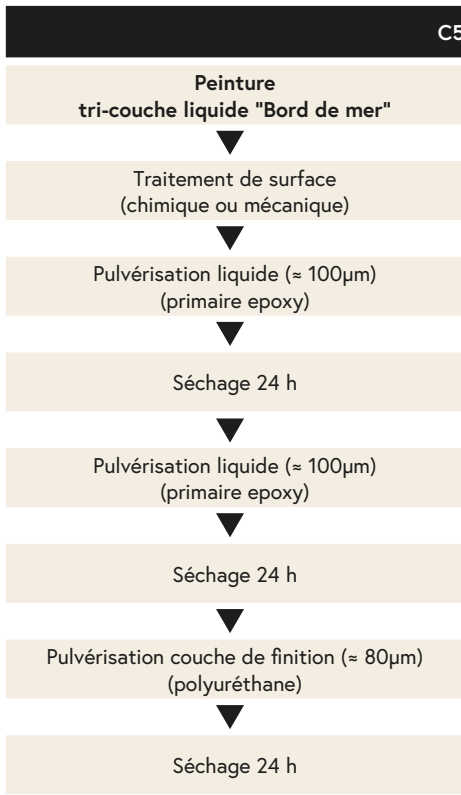 C5
Peinture
tri-couche liquide "Bord de mer"
Traitement de surface
(chimique ou mécanique)
Pulvérisation liquide (≈ 100µm)
(primaire epoxy)
Séchage 24 h
Pulvérisation liquide (≈ 100µm)
(primaire epoxy)
Séchage 24 h
Pulvérisation couche de finition (≈ 80µm)
(polyuréthane)
Séchage 24 h